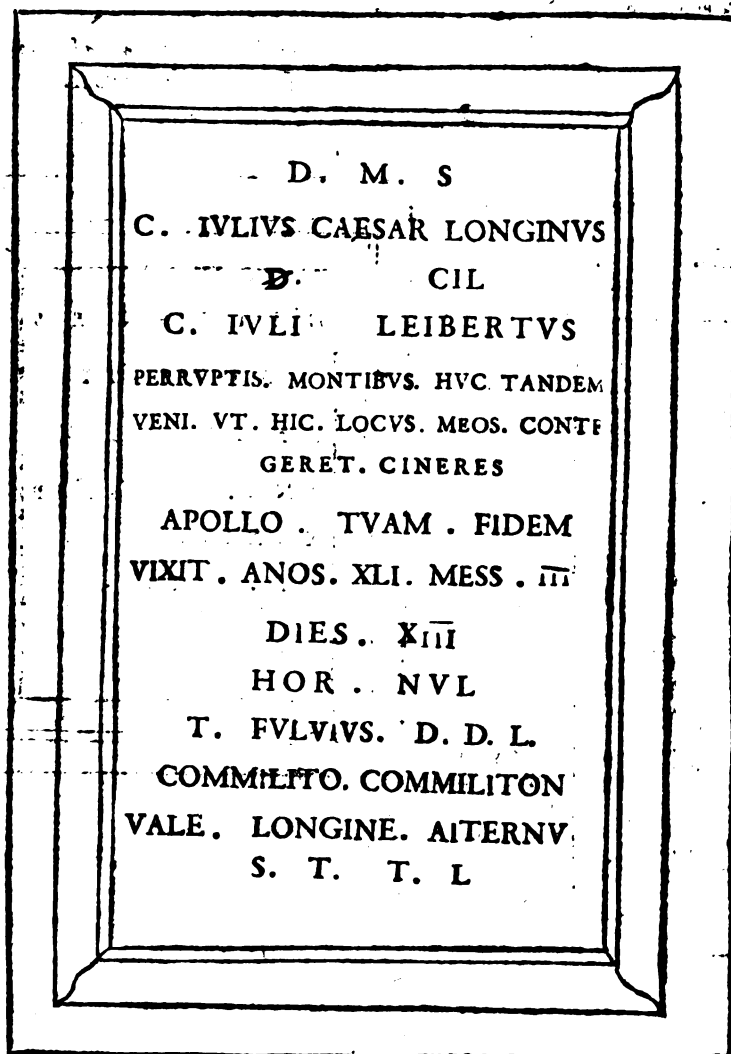 D. M. S
C. IVLIVS CAESAR LONGINVS
D. CIL
C. IVLI LEIBERTVS
PERRVPTIS. MONTIBVS. HVC TANDEM
VENI. VT. HIC. LOCVS. MEOS. CONTE
GERET. CINERES
APOLLO . TVAM . FIDEM
VIXIT . ANOS. XLI. MESS . III
DIES. XIII
HOR . NVL
T. FVLVIVS. D. D. L.
COMMILITO. COMMILITON
VALE. LONGINE. AITERNV
S. T. T. L